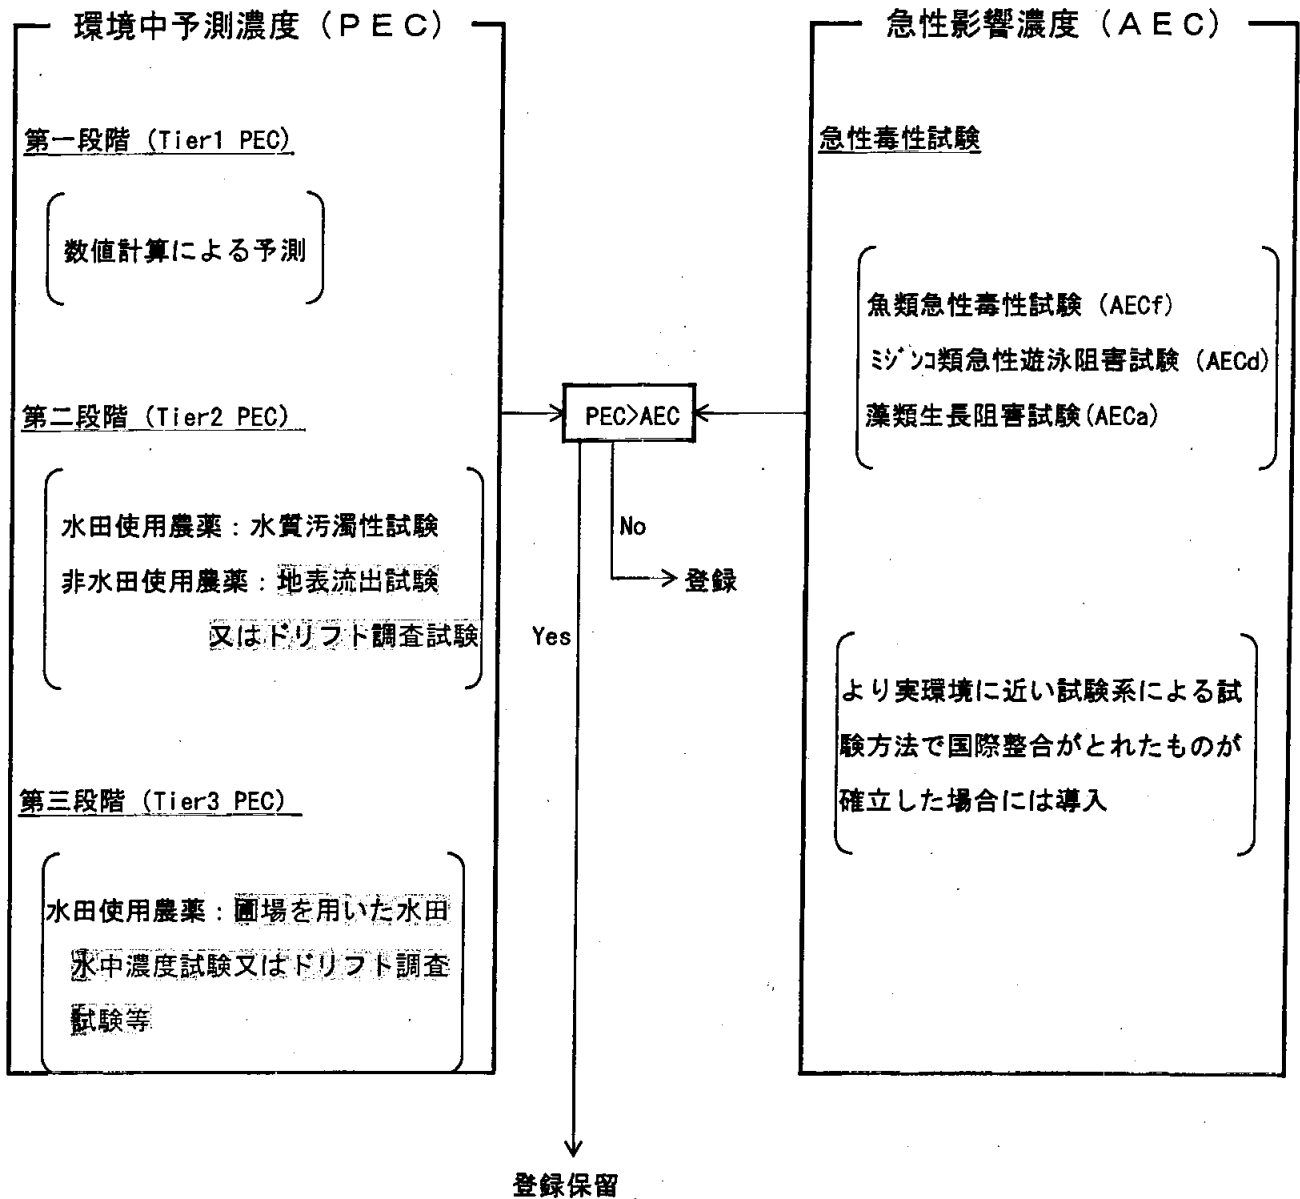 環境中予測濃度（ＰＥＣ）
第一段階 (Tier1 PEC)
数値計算による予測
第二段階 (Tier2 PEC)
水田使用農薬：水質汚濁性試験
非水田使用農薬：地表流出試験
又はドリフト調査試験
第三段階 (Tier3 PEC)
水田使用農薬：圃場を用いた水田
水中濃度試験又はドリフト調査
試験等
PEC>AEC
No
登録
Yes
登録保留
急性影響濃度（ＡＥＣ）
急性毒性試験
魚類急性毒性試験 (AECf)
ﾐｼﾞﾝｺ類急性遊泳阻害試験 (AECd)
藻類生長阻害試験(AECa)
より実環境に近い試験系による試
験方法で国際整合がとれたものが
確立した場合には導入